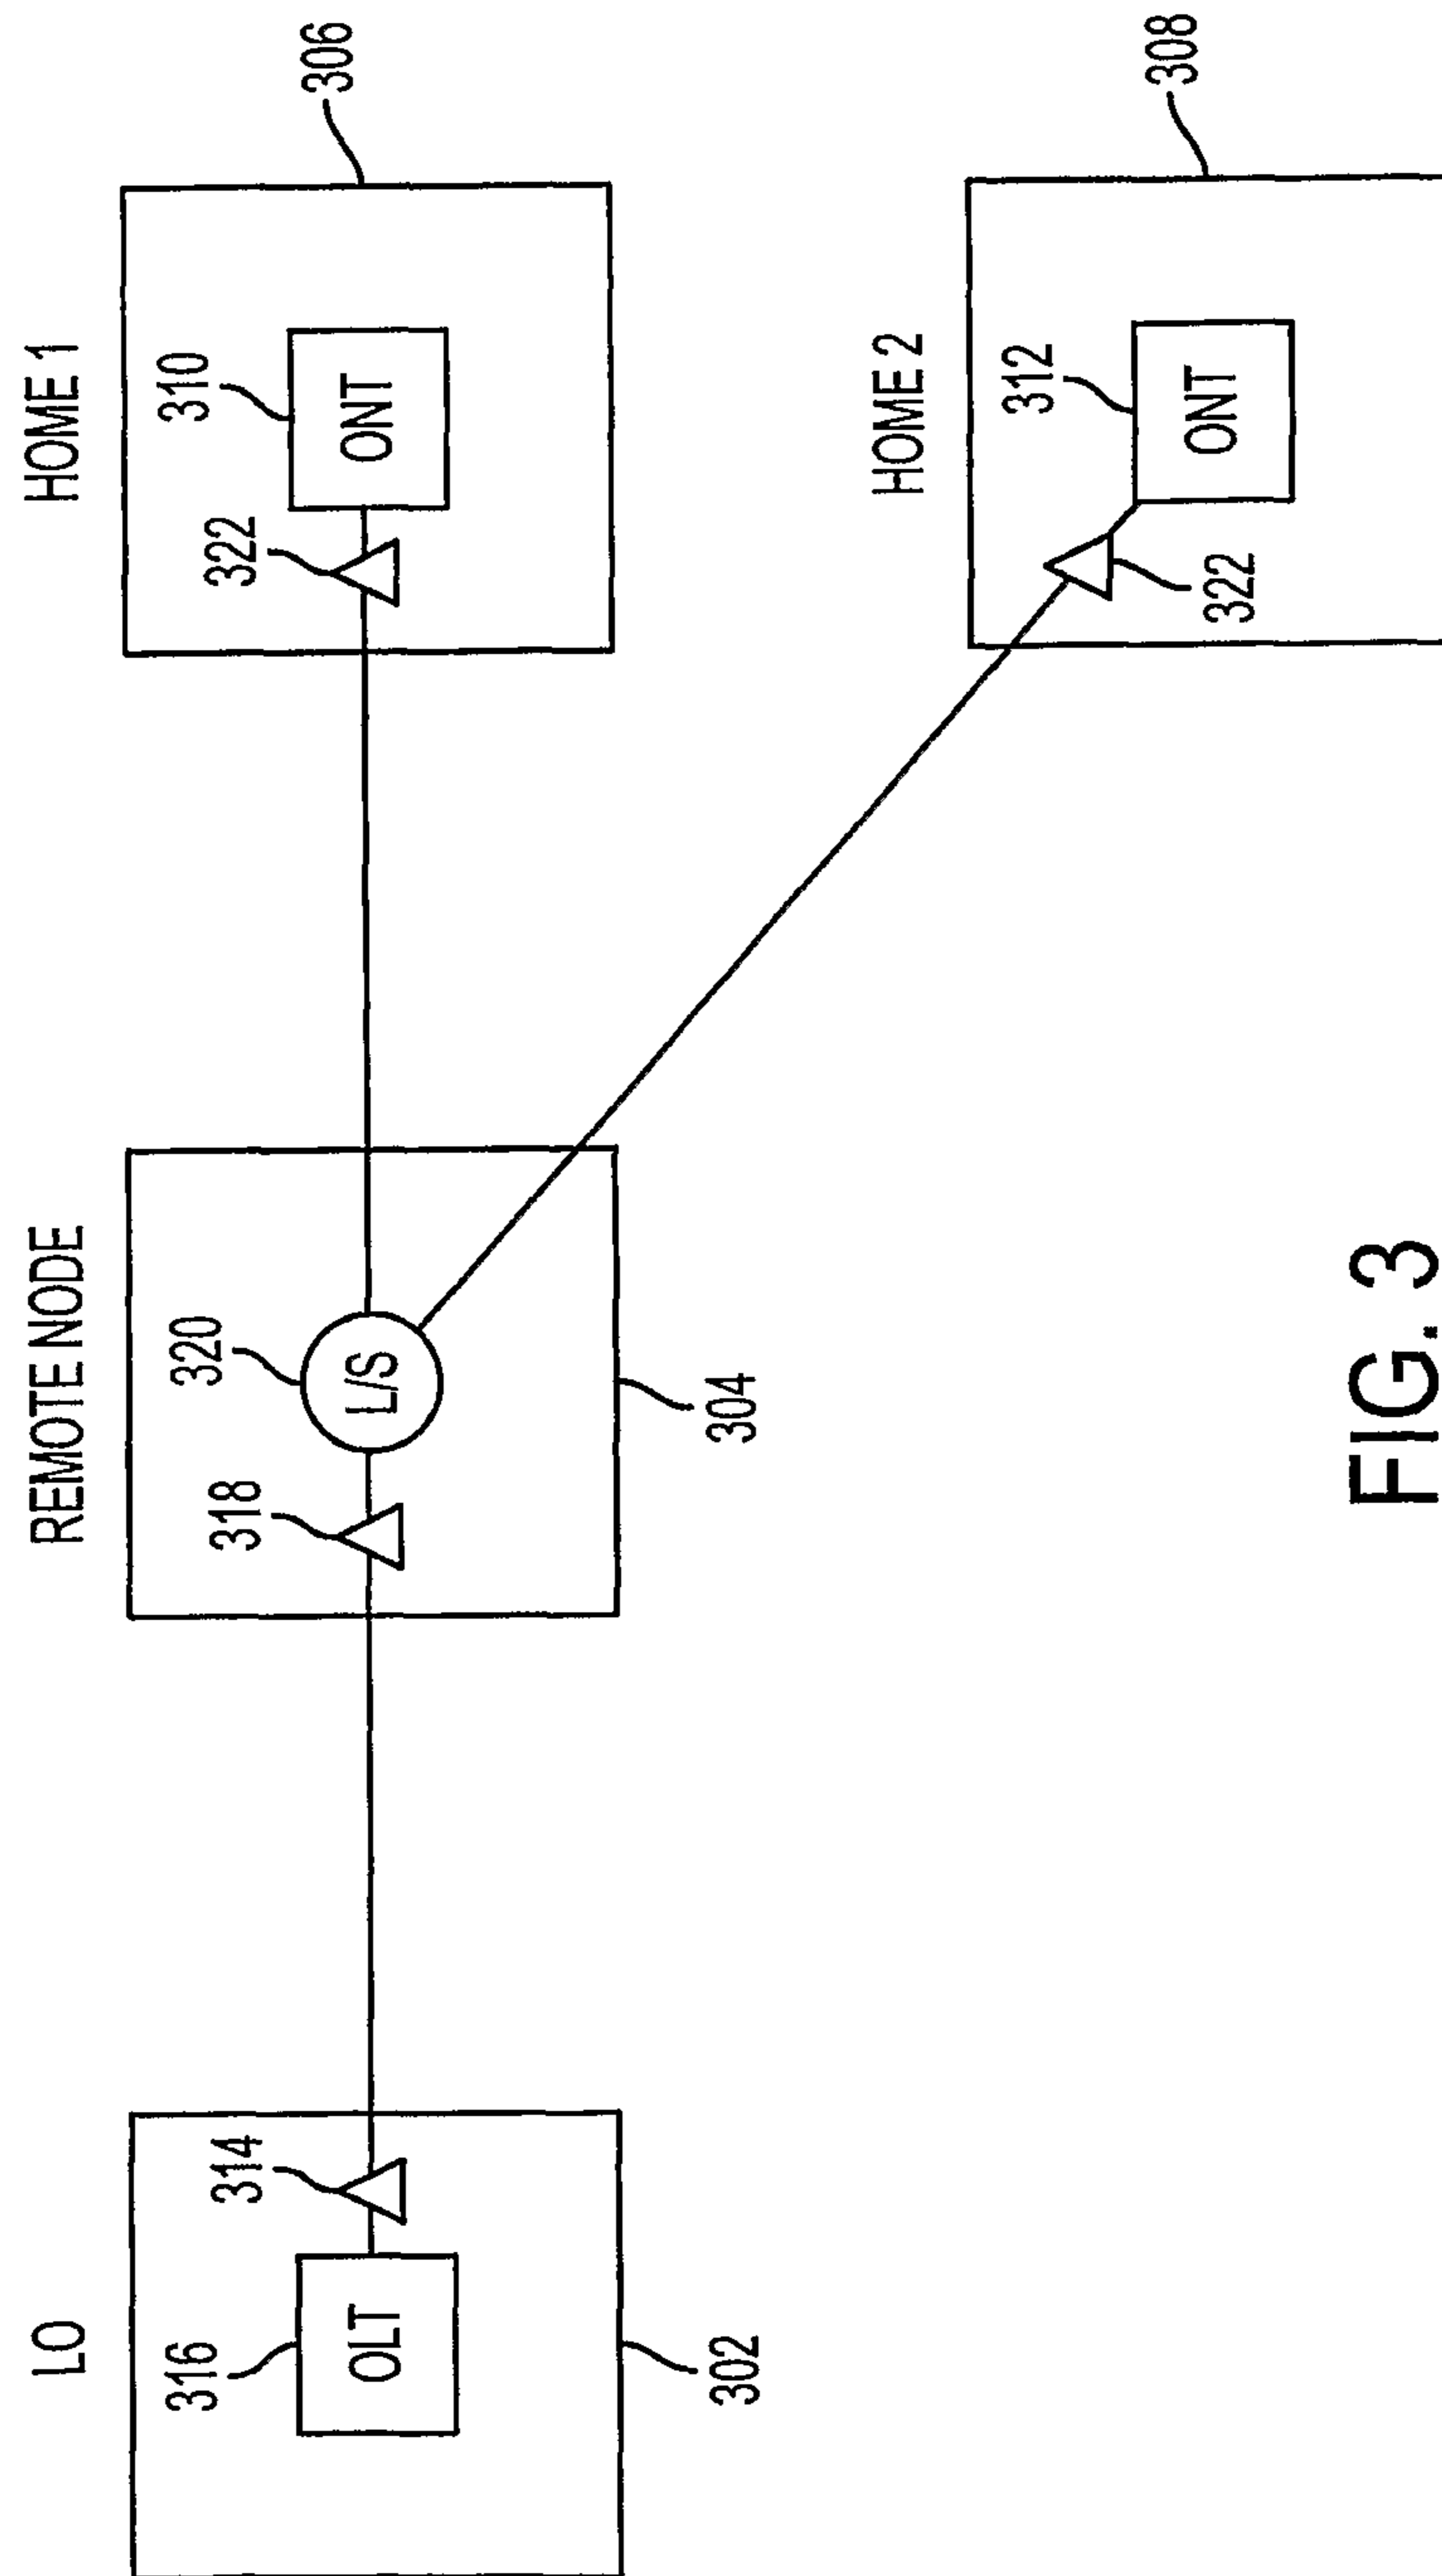 LO
REMOTE NODE
HOME 1
316
OLT
314
302
318
320
L/S
304
322
310
ONT
306
HOME 2
322
312
ONT
308
FIG. 3